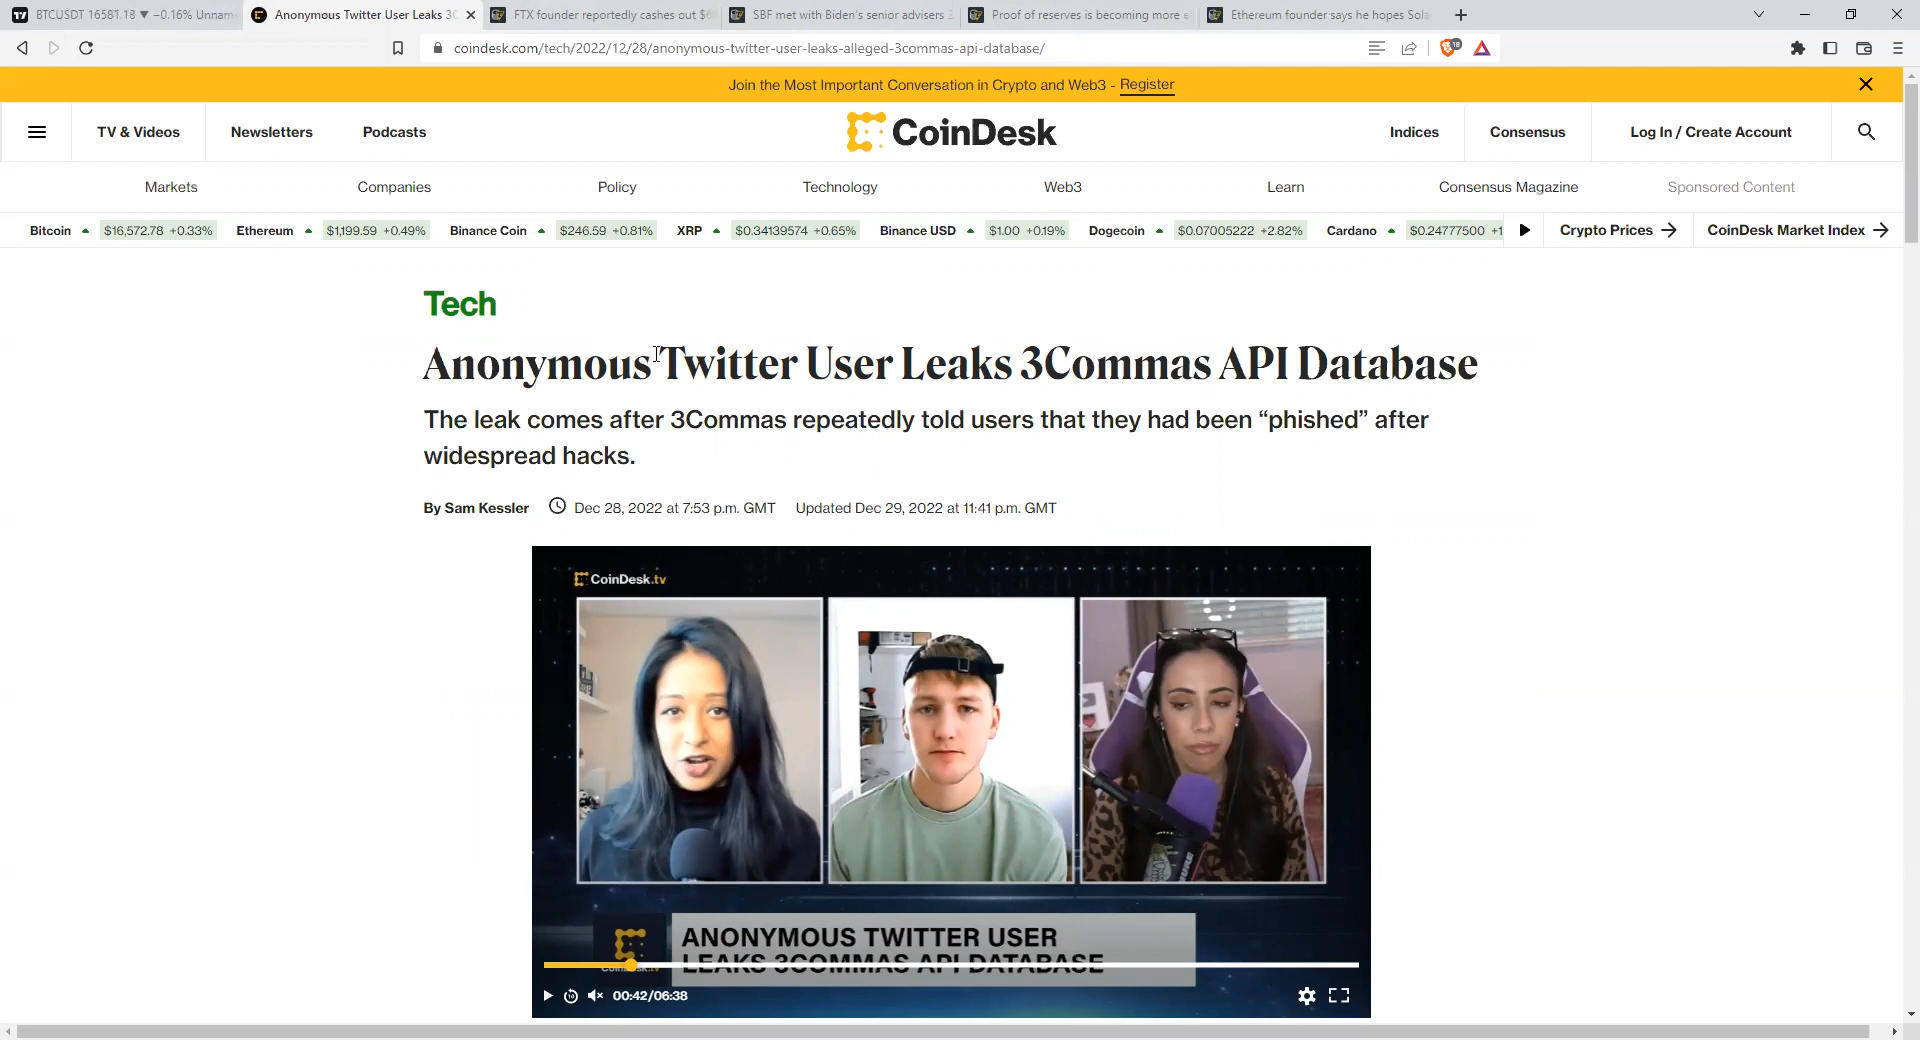 BTCUSDT 16581.18 ▼ −0.16% Unnam
Anonymous Twitter User Leaks 3C
FTX founder reportedly cashes out $6
SBF met with Biden's senior advisers
Proof of reserves is becoming more e
Ethereum founder says he hopes Sola
coindesk.com/tech/2022/12/28/anonymous-twitter-user-leaks-alleged-3commas-api-database/
18
Join the Most Important Conversation in Crypto and Web3 - Register
TV & Videos Newsletters Podcasts CoinDesk Indices Consensus Log In / Create Account
Markets Companies Policy Technology Web3 Learn Consensus Magazine Sponsored Content
Bitcoin $16,572.78 +0.33% Ethereum $1,199.59 +0.49% Binance Coin $246.59 +0.81% XRP $0.34139574 +0.65% Binance USD $1.00 +0.19% Dogecoin $0.07005222 +2.82% Cardano $0.24777500 +1 Crypto Prices → CoinDesk Market Index →
Tech
Anonymous Twitter User Leaks 3Commas API Database
The leak comes after 3Commas repeatedly told users that they had been “phished” after
widespread hacks.
By Sam Kessler Dec 28, 2022 at 7:53 p.m. GMT Updated Dec 29, 2022 at 11:41 p.m. GMT
CoinDesk.tv
ANONYMOUS TWITTER USER
LEAKS 3COMMAS API DATABASE
CoinDesk.tv
00:42/06:38